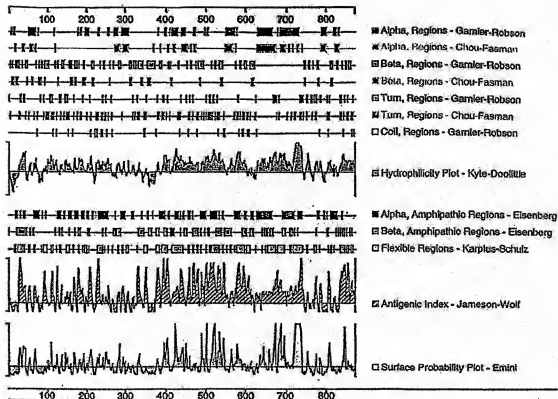 100 200 300 400 500 600 700 800
Alpha, Regions - Garnier-Robson
Alpha, Regions - Chou-Fasman
Beta, Regions - Garnier-Robson
Beta, Regions - Chou-Fasman
Turn, Regions - Garnier-Robson
Turn, Regions - Chou-Fasman
Coil, Regions - Garnier-Robson
Hydrophilicity Plot - Kyte-Doolittle
Alpha, Amphipathic Regions - Eisenberg
Beta, Amphipathic Regions - Eisenberg
Flexible Regions - Karplus-Schulz
Antigenic Index - Jameson-Wolf
Surface Probability Plot - Emini
100 200 300 400 500 600 700 800